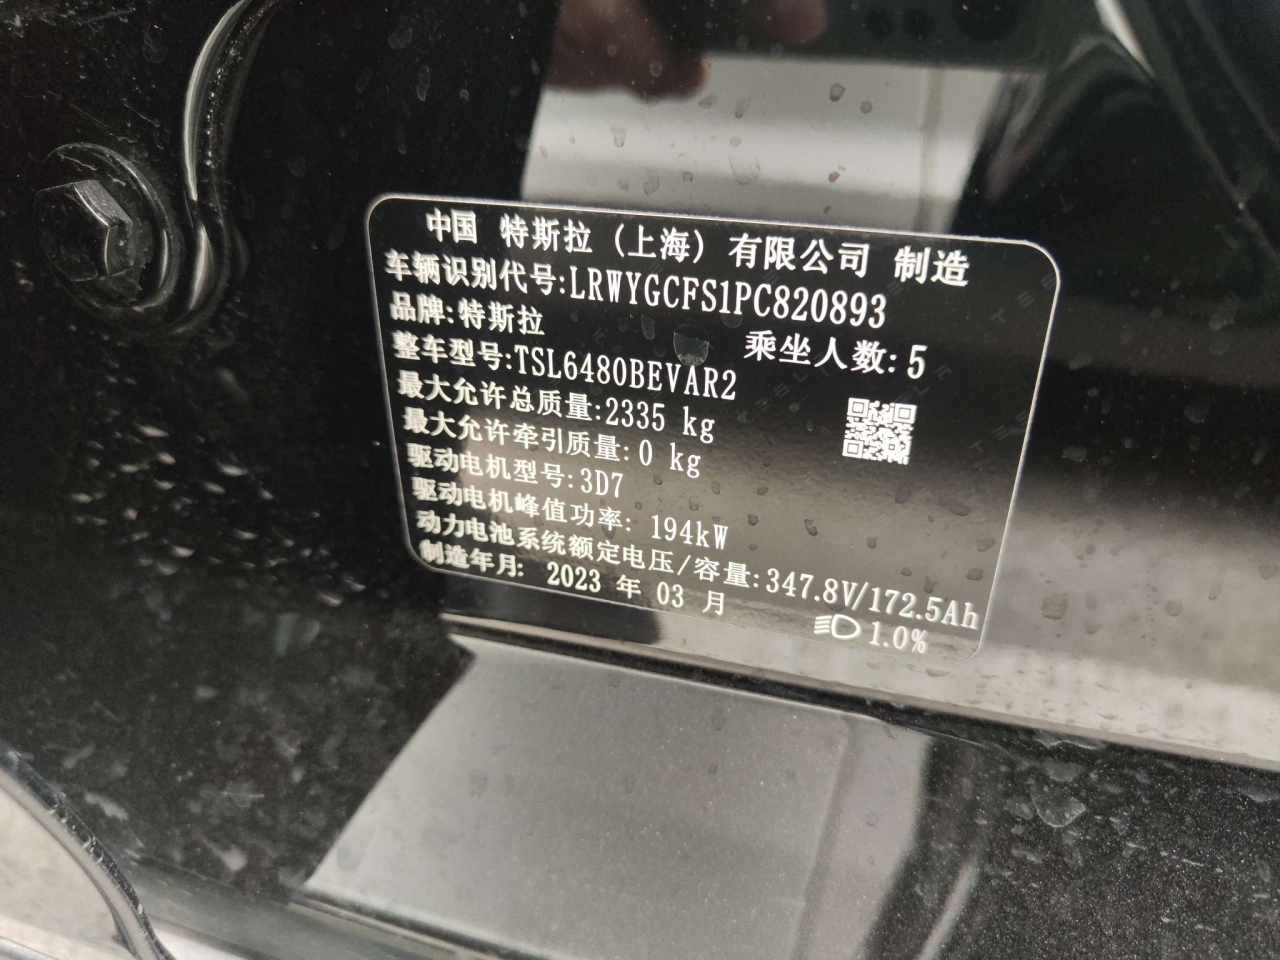 中国 特斯拉（上海）有限公司 制造
车辆识别代号:LRWYGCFS1PC820893
品牌:特斯拉
乘坐人数:5
整车型号:TSL6480BEVAR2
最大允许总质量:2335 kg
最大允许牵引质量:0 kg
驱动电机型号:3D7
驱动电机峰值功率: 194kW
动力电池系统额定电压/容量:347.8V/172.5Ah
制造年月: 2023 年 03 月
1.0%